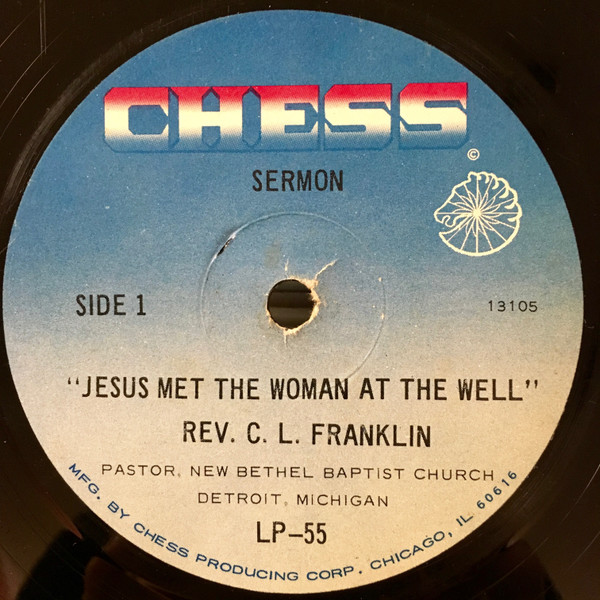 CHESS
©
SERMON
SIDE 1
13105
"JESUS MET THE WOMAN AT THE WELL"
REV. C. L. FRANKLIN
PASTOR, NEW BETHEL BAPTIST CHURCH
DETROIT, MICHIGAN
LP-55
MFG. BY CHESS PRODUCING CORP. CHICAGO, IL 60616